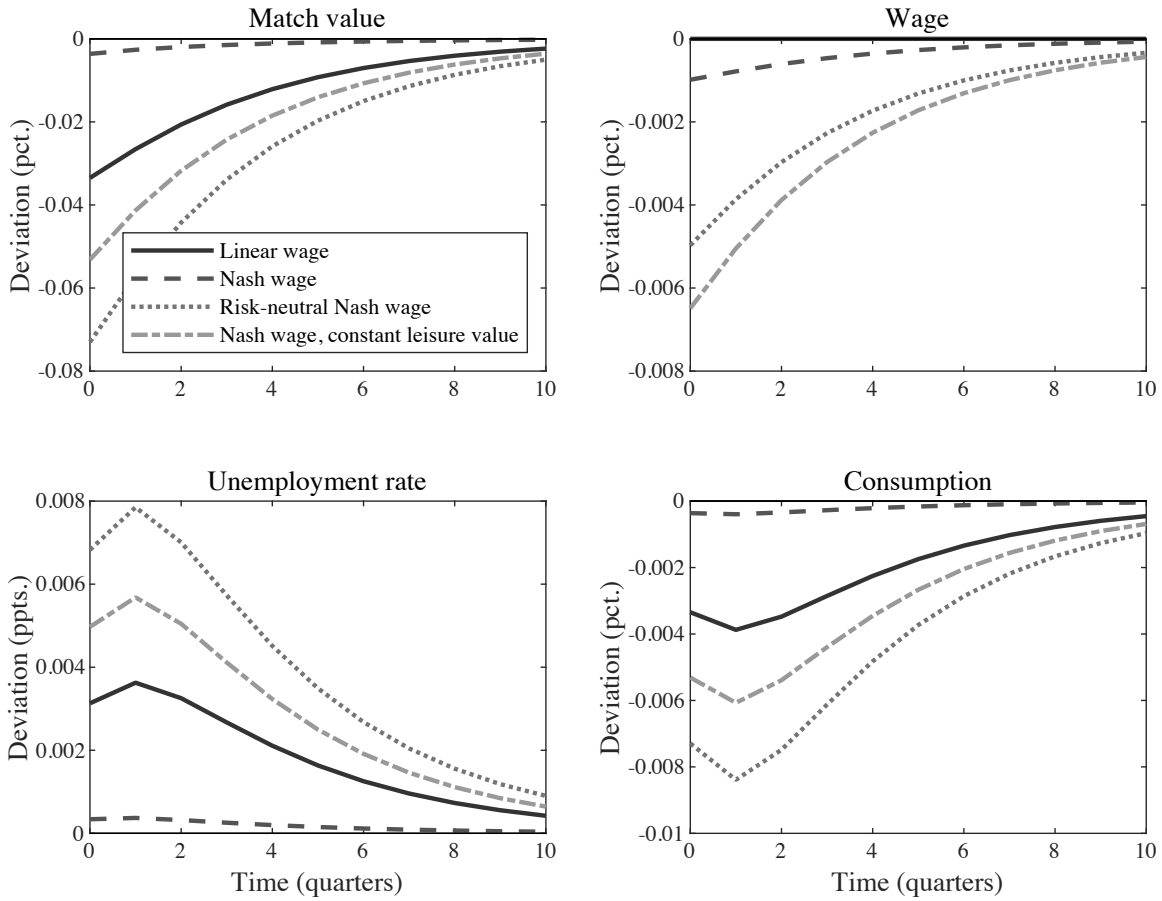 Match value
Deviation (pct.)
0
-0.02
-0.04
-0.06
-0.08
Linear wage
Nash wage
Risk-neutral Nash wage
Nash wage, constant leisure value
0 2 4 6 8 10
Wage
Deviation (pct.)
0
-0.002
-0.004
-0.006
-0.008
0 2 4 6 8 10
Unemployment rate
Deviation (ppts.)
0.008
0.006
0.004
0.002
0
0 2 4 6 8 10
Time (quarters)
Consumption
Deviation (pct.)
0
-0.002
-0.004
-0.006
-0.008
-0.01
0 2 4 6 8 10
Time (quarters)